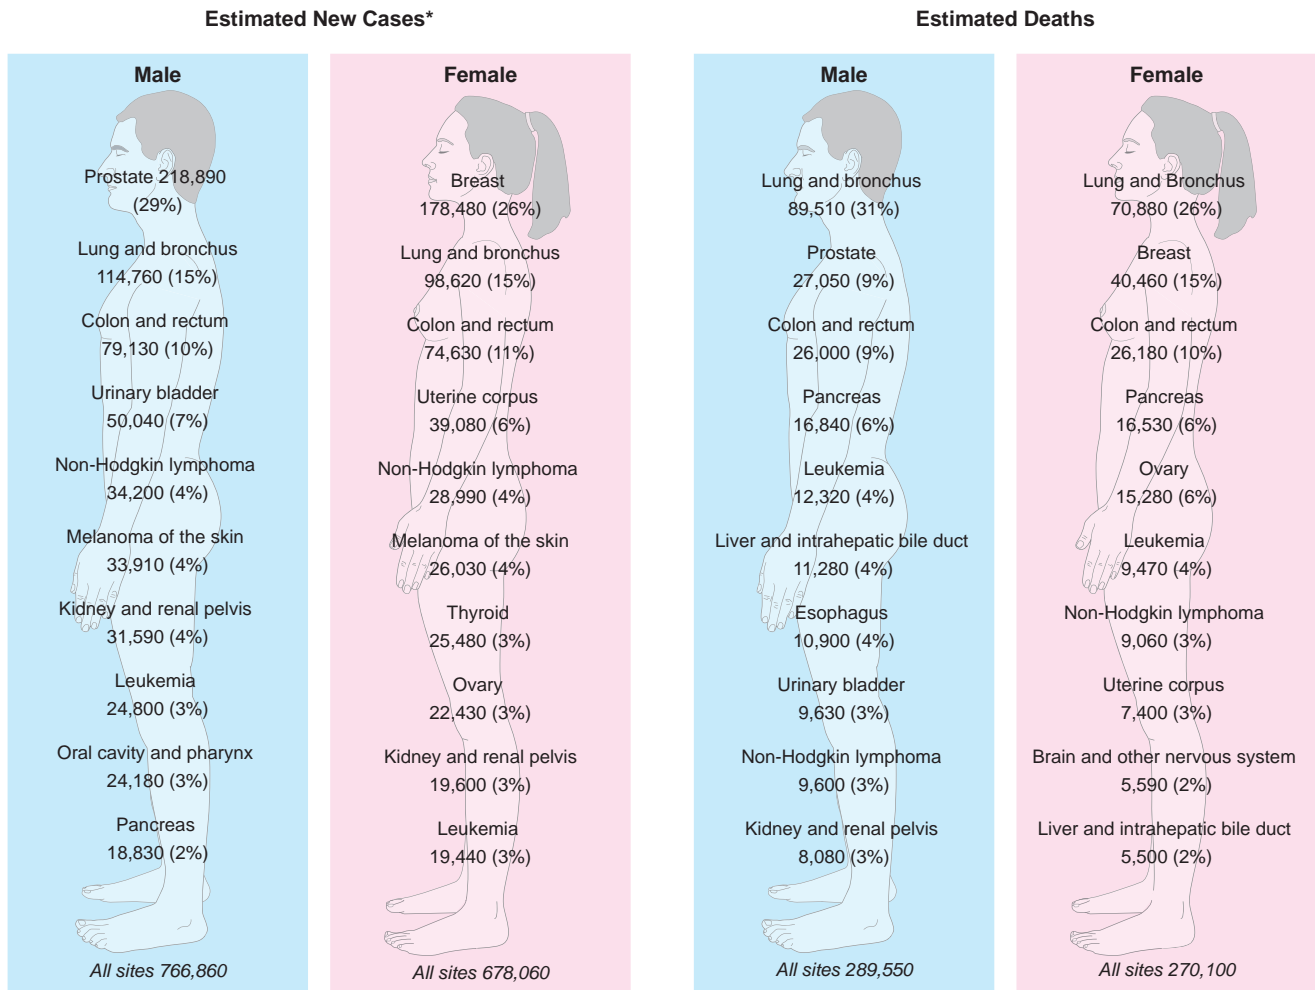 Estimated New Cases*
Male
Prostate 218,890
(29%)
Lung and bronchus
114,760 (15%)
Colon and rectum
79,130 (10%)
Urinary bladder
50,040 (7%)
Non-Hodgkin lymphoma
34,200 (4%)
Melanoma of the skin
33,910 (4%)
Kidney and renal pelvis
31,590 (4%)
Leukemia
24,800 (3%)
Oral cavity and pharynx
24,180 (3%)
Pancreas
18,830 (2%)
All sites 766,860
Female
Breast
178,480 (26%)
Lung and bronchus
98,620 (15%)
Colon and rectum
74,630 (11%)
Uterine corpus
39,080 (6%)
Non-Hodgkin lymphoma
28,990 (4%)
Melanoma of the skin
26,030 (4%)
Thyroid
25,480 (3%)
Ovary
22,430 (3%)
Kidney and renal pelvis
19,600 (3%)
Leukemia
19,440 (3%)
All sites 678,060
Estimated Deaths
Male
Lung and bronchus
89,510 (31%)
Prostate
27,050 (9%)
Colon and rectum
26,000 (9%)
Pancreas
16,840 (6%)
Leukemia
12,320 (4%)
Liver and intrahepatic bile duct
11,280 (4%)
Esophagus
10,900 (4%)
Urinary bladder
9,630 (3%)
Non-Hodgkin lymphoma
9,600 (3%)
Kidney and renal pelvis
8,080 (3%)
All sites 289,550
Female
Lung and Bronchus
70,880 (26%)
Breast
40,460 (15%)
Colon and rectum
26,180 (10%)
Pancreas
16,530 (6%)
Ovary
15,280 (6%)
Leukemia
9,470 (4%)
Non-Hodgkin lymphoma
9,060 (3%)
Uterine corpus
7,400 (3%)
Brain and other nervous system
5,590 (2%)
Liver and intrahepatic bile duct
5,500 (2%)
All sites 270,100